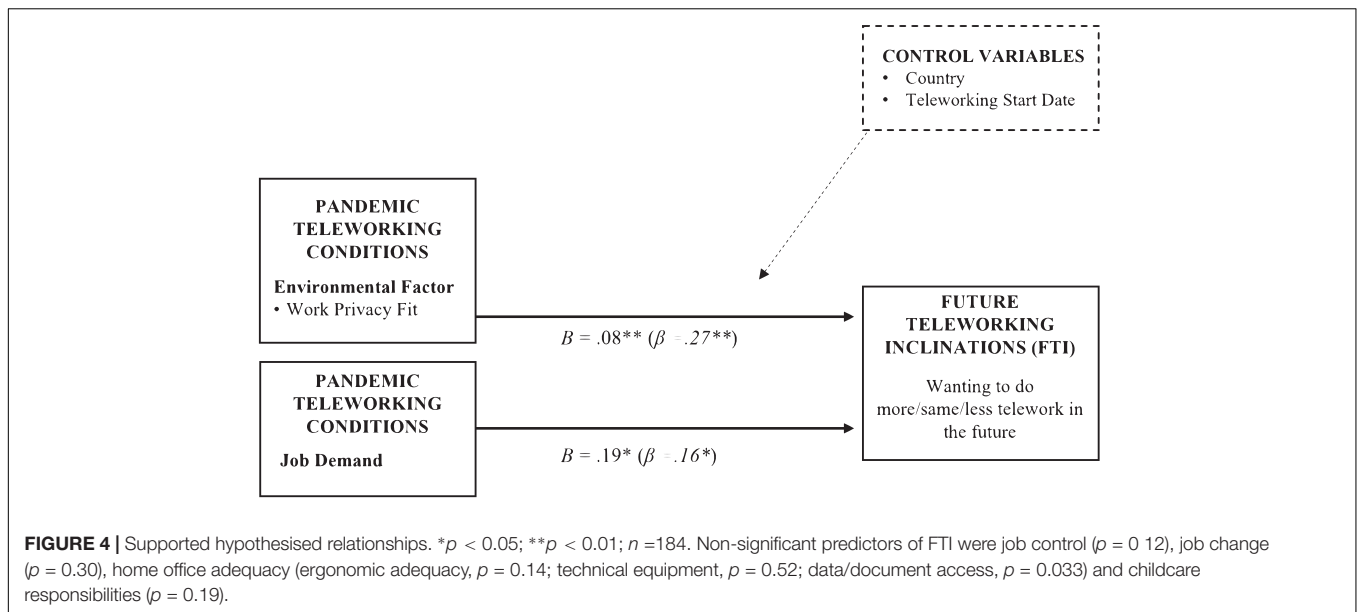 CONTROL VARIABLES
• Country
• Teleworking Start Date
PANDEMIC
TELEWORKING
CONDITIONS
Environmental Factor
• Work Privacy Fit
B = .08** (β = .27**)
FUTURE
TELEWORKING
INCLINATIONS (FTI)
Wanting to do
more/same/less telework in
the future
PANDEMIC
TELEWORKING
CONDITIONS
Job Demand
B = .19* (β = .16*)
FIGURE 4 | Supported hypothesised relationships. *p < 0.05; **p < 0.01; n =184. Non-significant predictors of FTI were job control (p = 0 12), job change
(p = 0.30), home office adequacy (ergonomic adequacy, p = 0.14; technical equipment, p = 0.52; data/document access, p = 0.033) and childcare
responsibilities (p = 0.19).